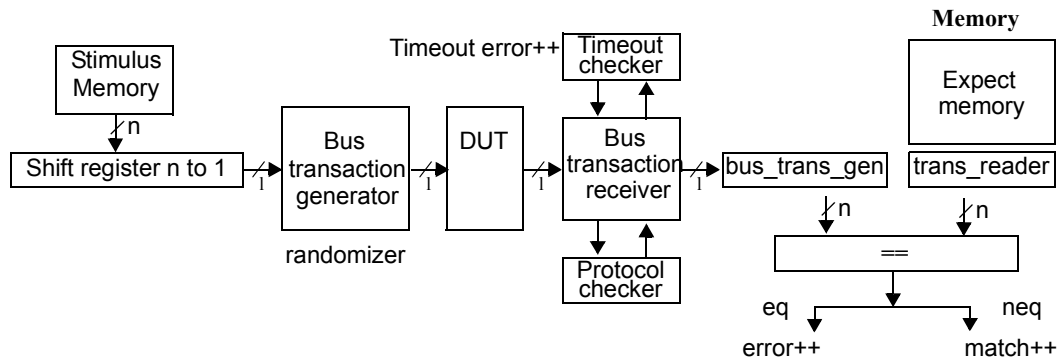 Memory
Timeout error++
Timeout
checker
Stimulus
Memory
Expect
memory
n
Shift register n to 1
1
Bus
transaction
generator
1
randomizer
DUT
1
Bus
transaction
receiver
1
Protocol
checker
bus_trans_gen
trans_reader
n
n
==
eq
neq
error++
match++